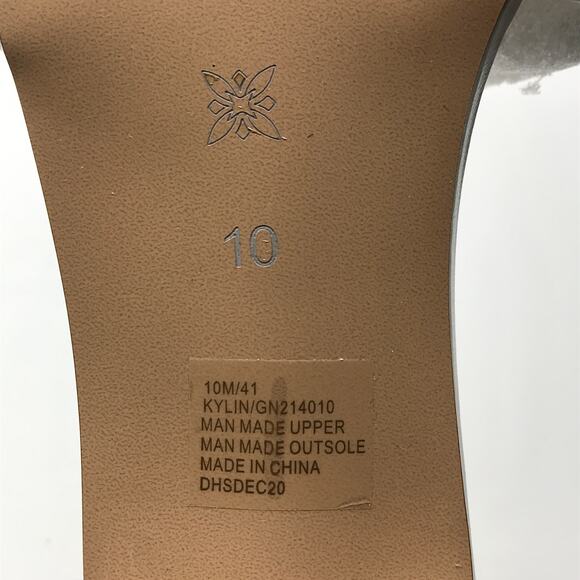 10
10M/41
KYLIN/GN214010
MAN MADE UPPER
MAN MADE OUTSOLE
MADE IN CHINA
DHSDEC20